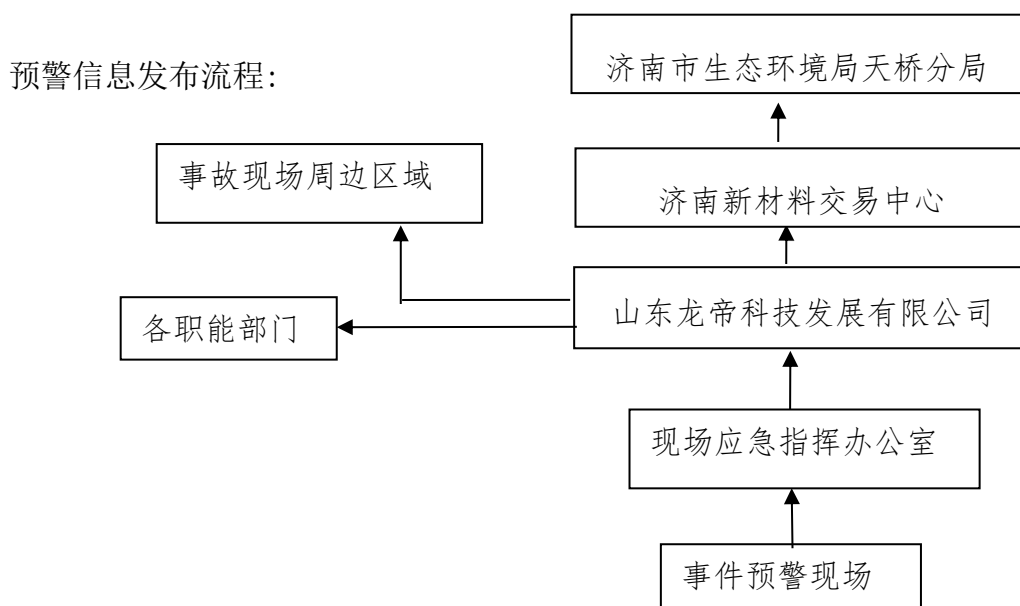 济南市生态环境局天桥分局
预警信息发布流程：
事故现场周边区域
济南新材料交易中心
山东龙帝科技发展有限公司
各职能部门
现场应急指挥办公室
事件预警现场